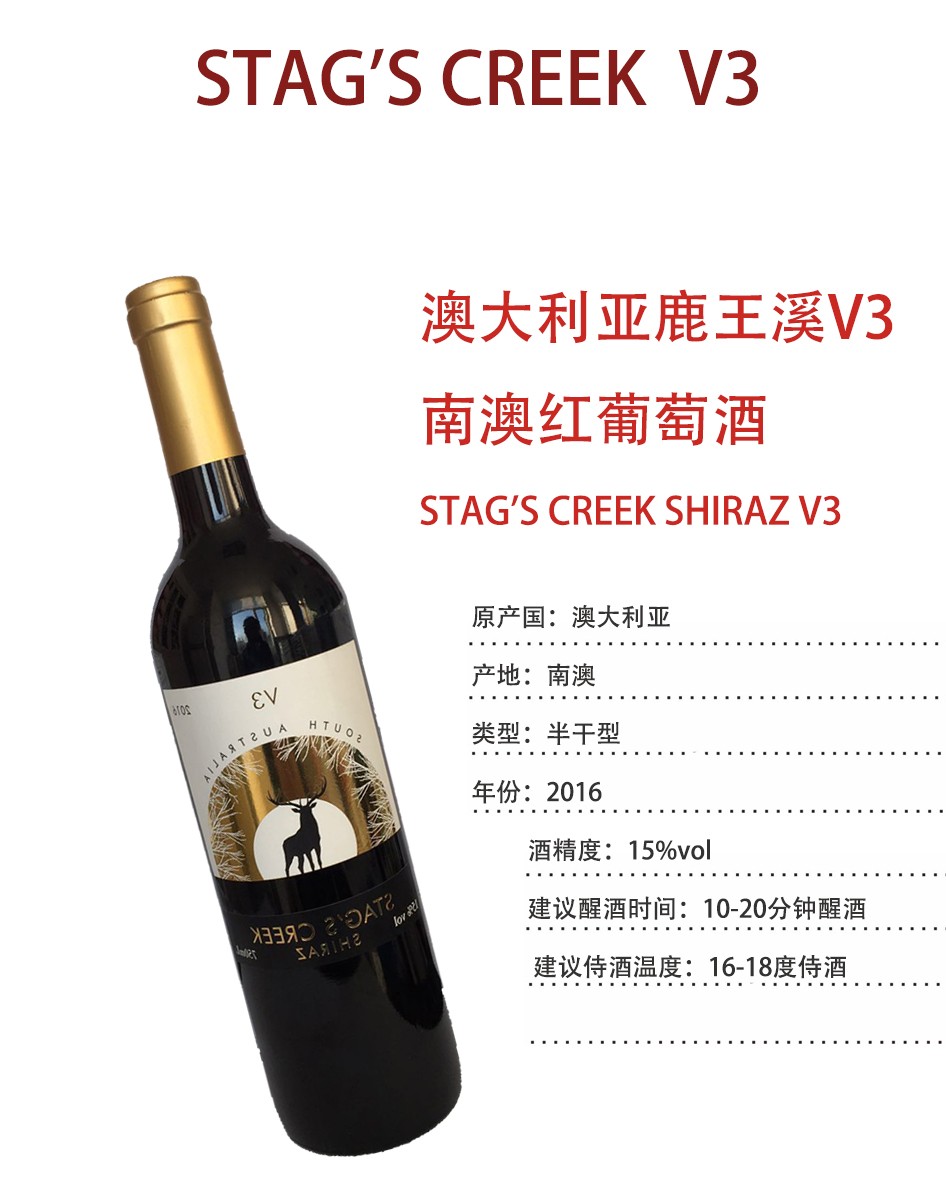 STAG’S CREEK V3
澳大利亚鹿王溪V3
南澳红葡萄酒
STAG’S CREEK SHIRAZ V3
原产国：澳大利亚
产地：南澳
类型：半干型
年份：2016
酒精度：15%vol
建议醒酒时间：10-20分钟醒酒
建议侍酒温度：16-18度侍酒
V3
2016
SOUTH AUSTRALIA
STAG'S CREEK
SHIRAZ
15% vol
750ml